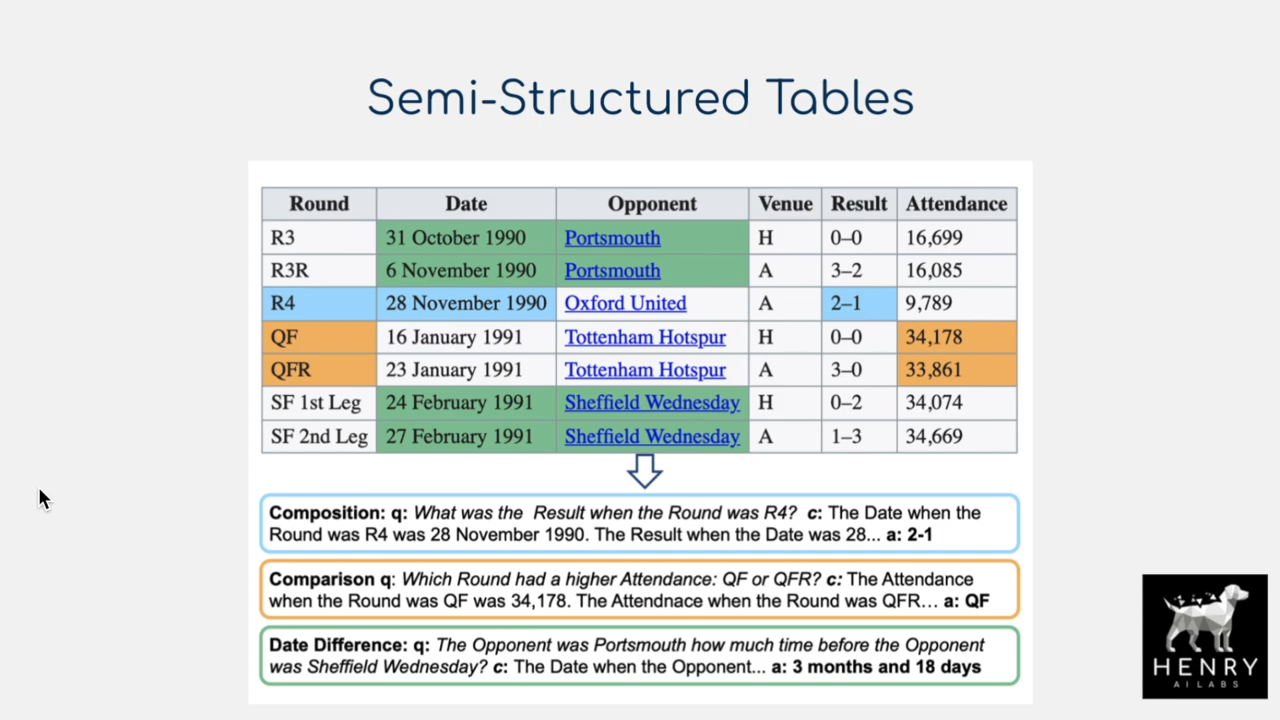 Semi-Structured Tables
Round Date Opponent Venue Result Attendance
R3 31 October 1990 Portsmouth H 0–0 16,699
R3R 6 November 1990 Portsmouth A 3–2 16,085
R4 28 November 1990 Oxford United A 2–1 9,789
QF 16 January 1991 Tottenham Hotspur H 0–0 34,178
QFR 23 January 1991 Tottenham Hotspur A 3–0 33,861
SF 1st Leg 24 February 1991 Sheffield Wednesday H 0–2 34,074
SF 2nd Leg 27 February 1991 Sheffield Wednesday A 1–3 34,669
Composition: q: What was the Result when the Round was R4? c: The Date when the
Round was R4 was 28 November 1990. The Result when the Date was 28... a: 2-1
Comparison q: Which Round had a higher Attendance: QF or QFR? c: The Attendance
when the Round was QF was 34,178. The Attendnace when the Round was QFR… a: QF
Date Difference: q: The Opponent was Portsmouth how much time before the Opponent
was Sheffield Wednesday? c: The Date when the Opponent... a: 3 months and 18 days
HENRY
AI LABS